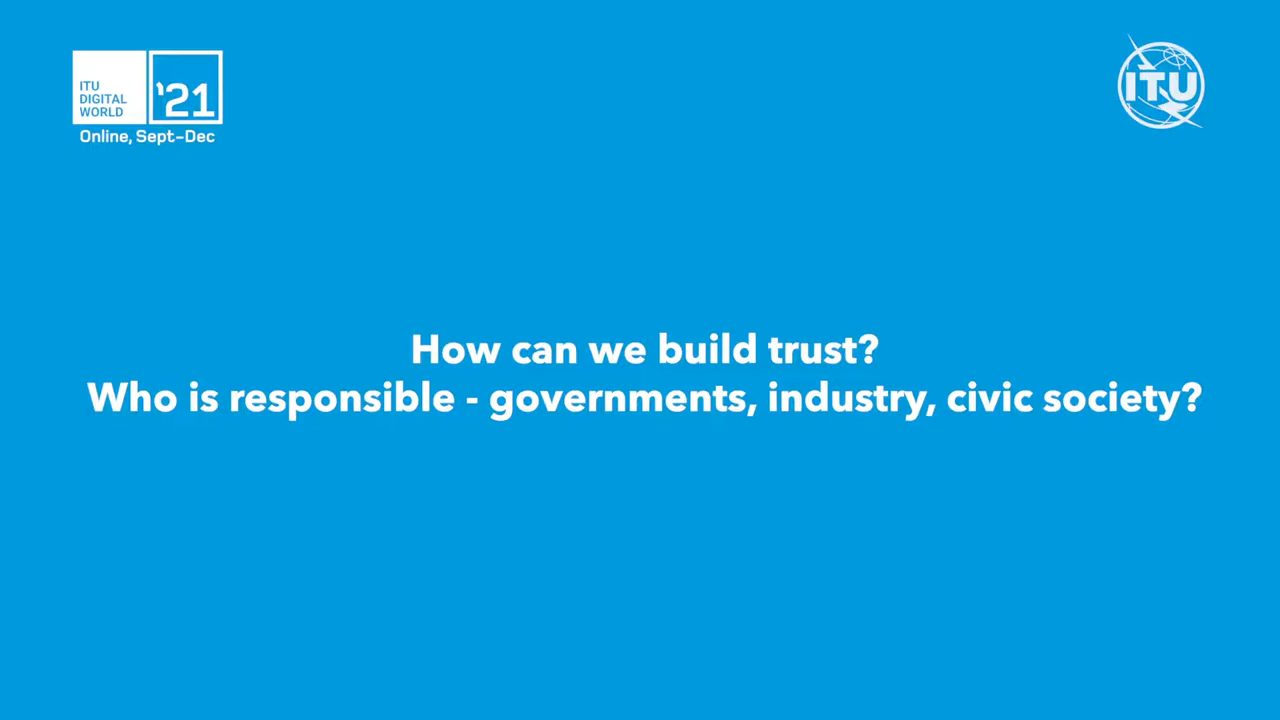 ITU
DIGITAL
WORLD
'21
Online, Sept-Dec
ITU
How can we build trust?
Who is responsible - governments, industry, civic society?